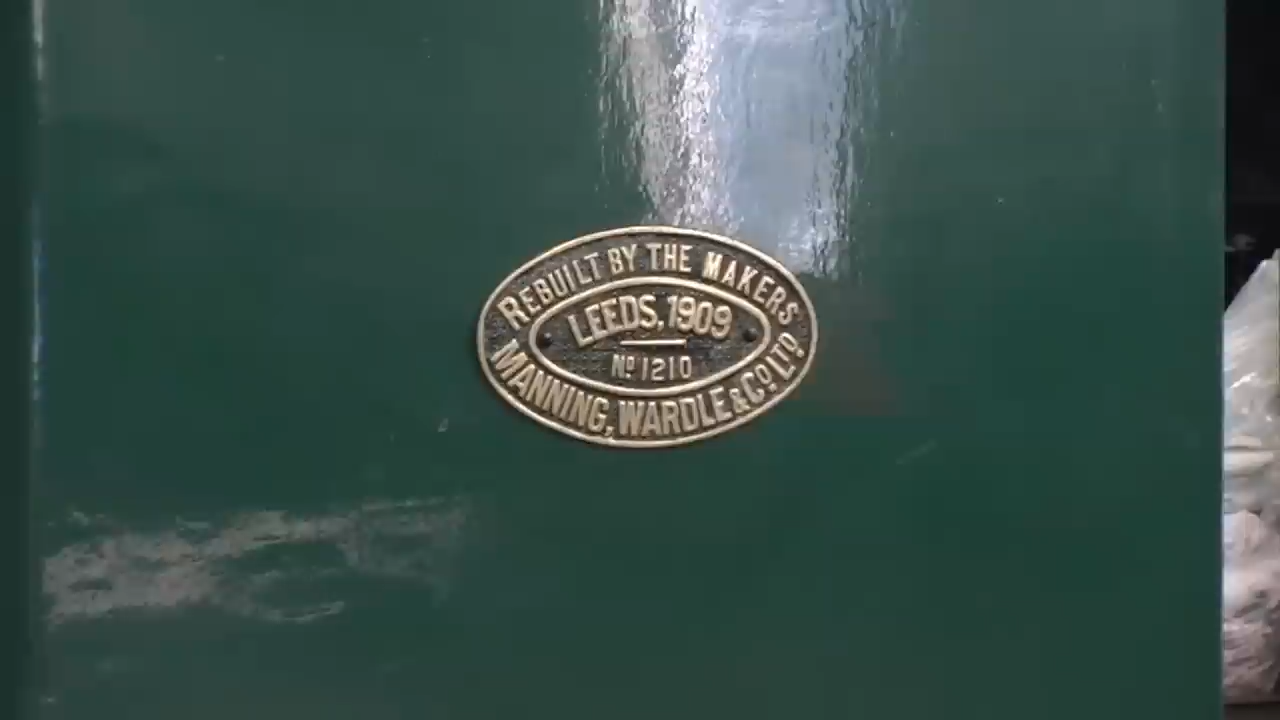 REBUILT BY THE MAKERS
LEEDS, 1909
No 1210
MANNING, WARDLE & Co LTD